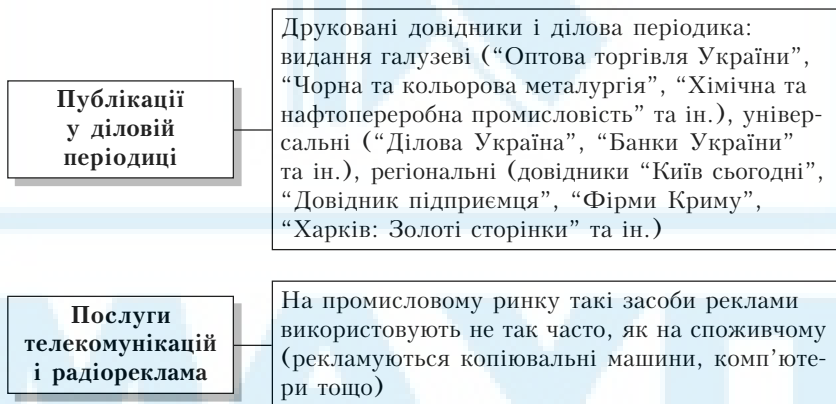 Публікації
у діловій
періодиці
Друковані довідники і ділова періодика:
видання галузеві (“Оптова торгівля України”,
“Чорна та кольорова металургія”, “Хімічна та
нафтопереробна промисловість” та ін.), універ-
сальні (“Ділова Україна”, “Банки України”
та ін.), регіональні (довідники “Київ сьогодні”,
“Довідник підприємця”, “Фірми Криму”,
“Харків: Золоті сторінки” та ін.)
Послуги
телекомунікацій
і радіореклама
На промисловому ринку такі засоби реклами
використовують не так часто, як на споживчому
(рекламуються копіювальні машини, комп’юте-
ри тощо)